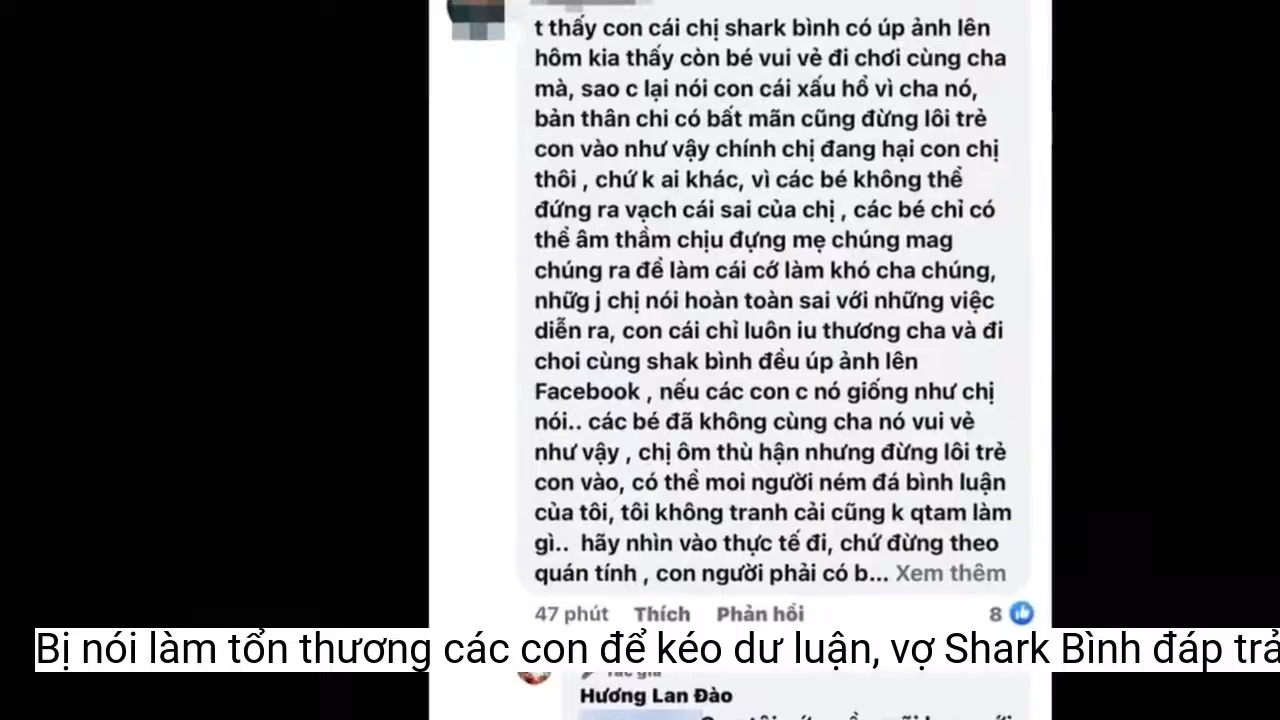 t thấy con cái chị shark bình có úp ảnh lên
hôm kia thấy còn bé vui vẻ đi chơi cùng cha
mà, sao c lại nói con cái xấu hổ vì cha nó,
bản thân chi có bất mãn cũng đừng lôi trẻ
con vào như vậy chính chị đang hại con chị
thôi , chứ k ai khác, vì các bé không thể
đứng ra vạch cái sai của chị , các bé chỉ có
thể âm thầm chịu đựng mẹ chúng mag
chúng ra để làm cái cớ làm khó cha chúng,
nhữg j chị nói hoàn toàn sai với những việc
diễn ra, con cái chỉ luôn iu thương cha và đi
choi cùng shak bình đều úp ảnh lên
Facebook , nếu các con c nó giống như chị
nói.. các bé đã không cùng cha nó vui vẻ
như vậy , chị ôm thù hận nhưng đừng lôi trẻ
con vào, có thể moi người ném đá bình luận
của tôi, tôi không tranh cải cũng k qtam làm
gì.. hãy nhìn vào thực tế đi, chứ đừng theo
quán tính , con người phải có b... Xem thêm
47 phút Thích Phản hồi 8
Bị nói làm tổn thương các con để kéo dư luận, vợ Shark Bình đáp trả
Tác giả
Hương Lan Đào